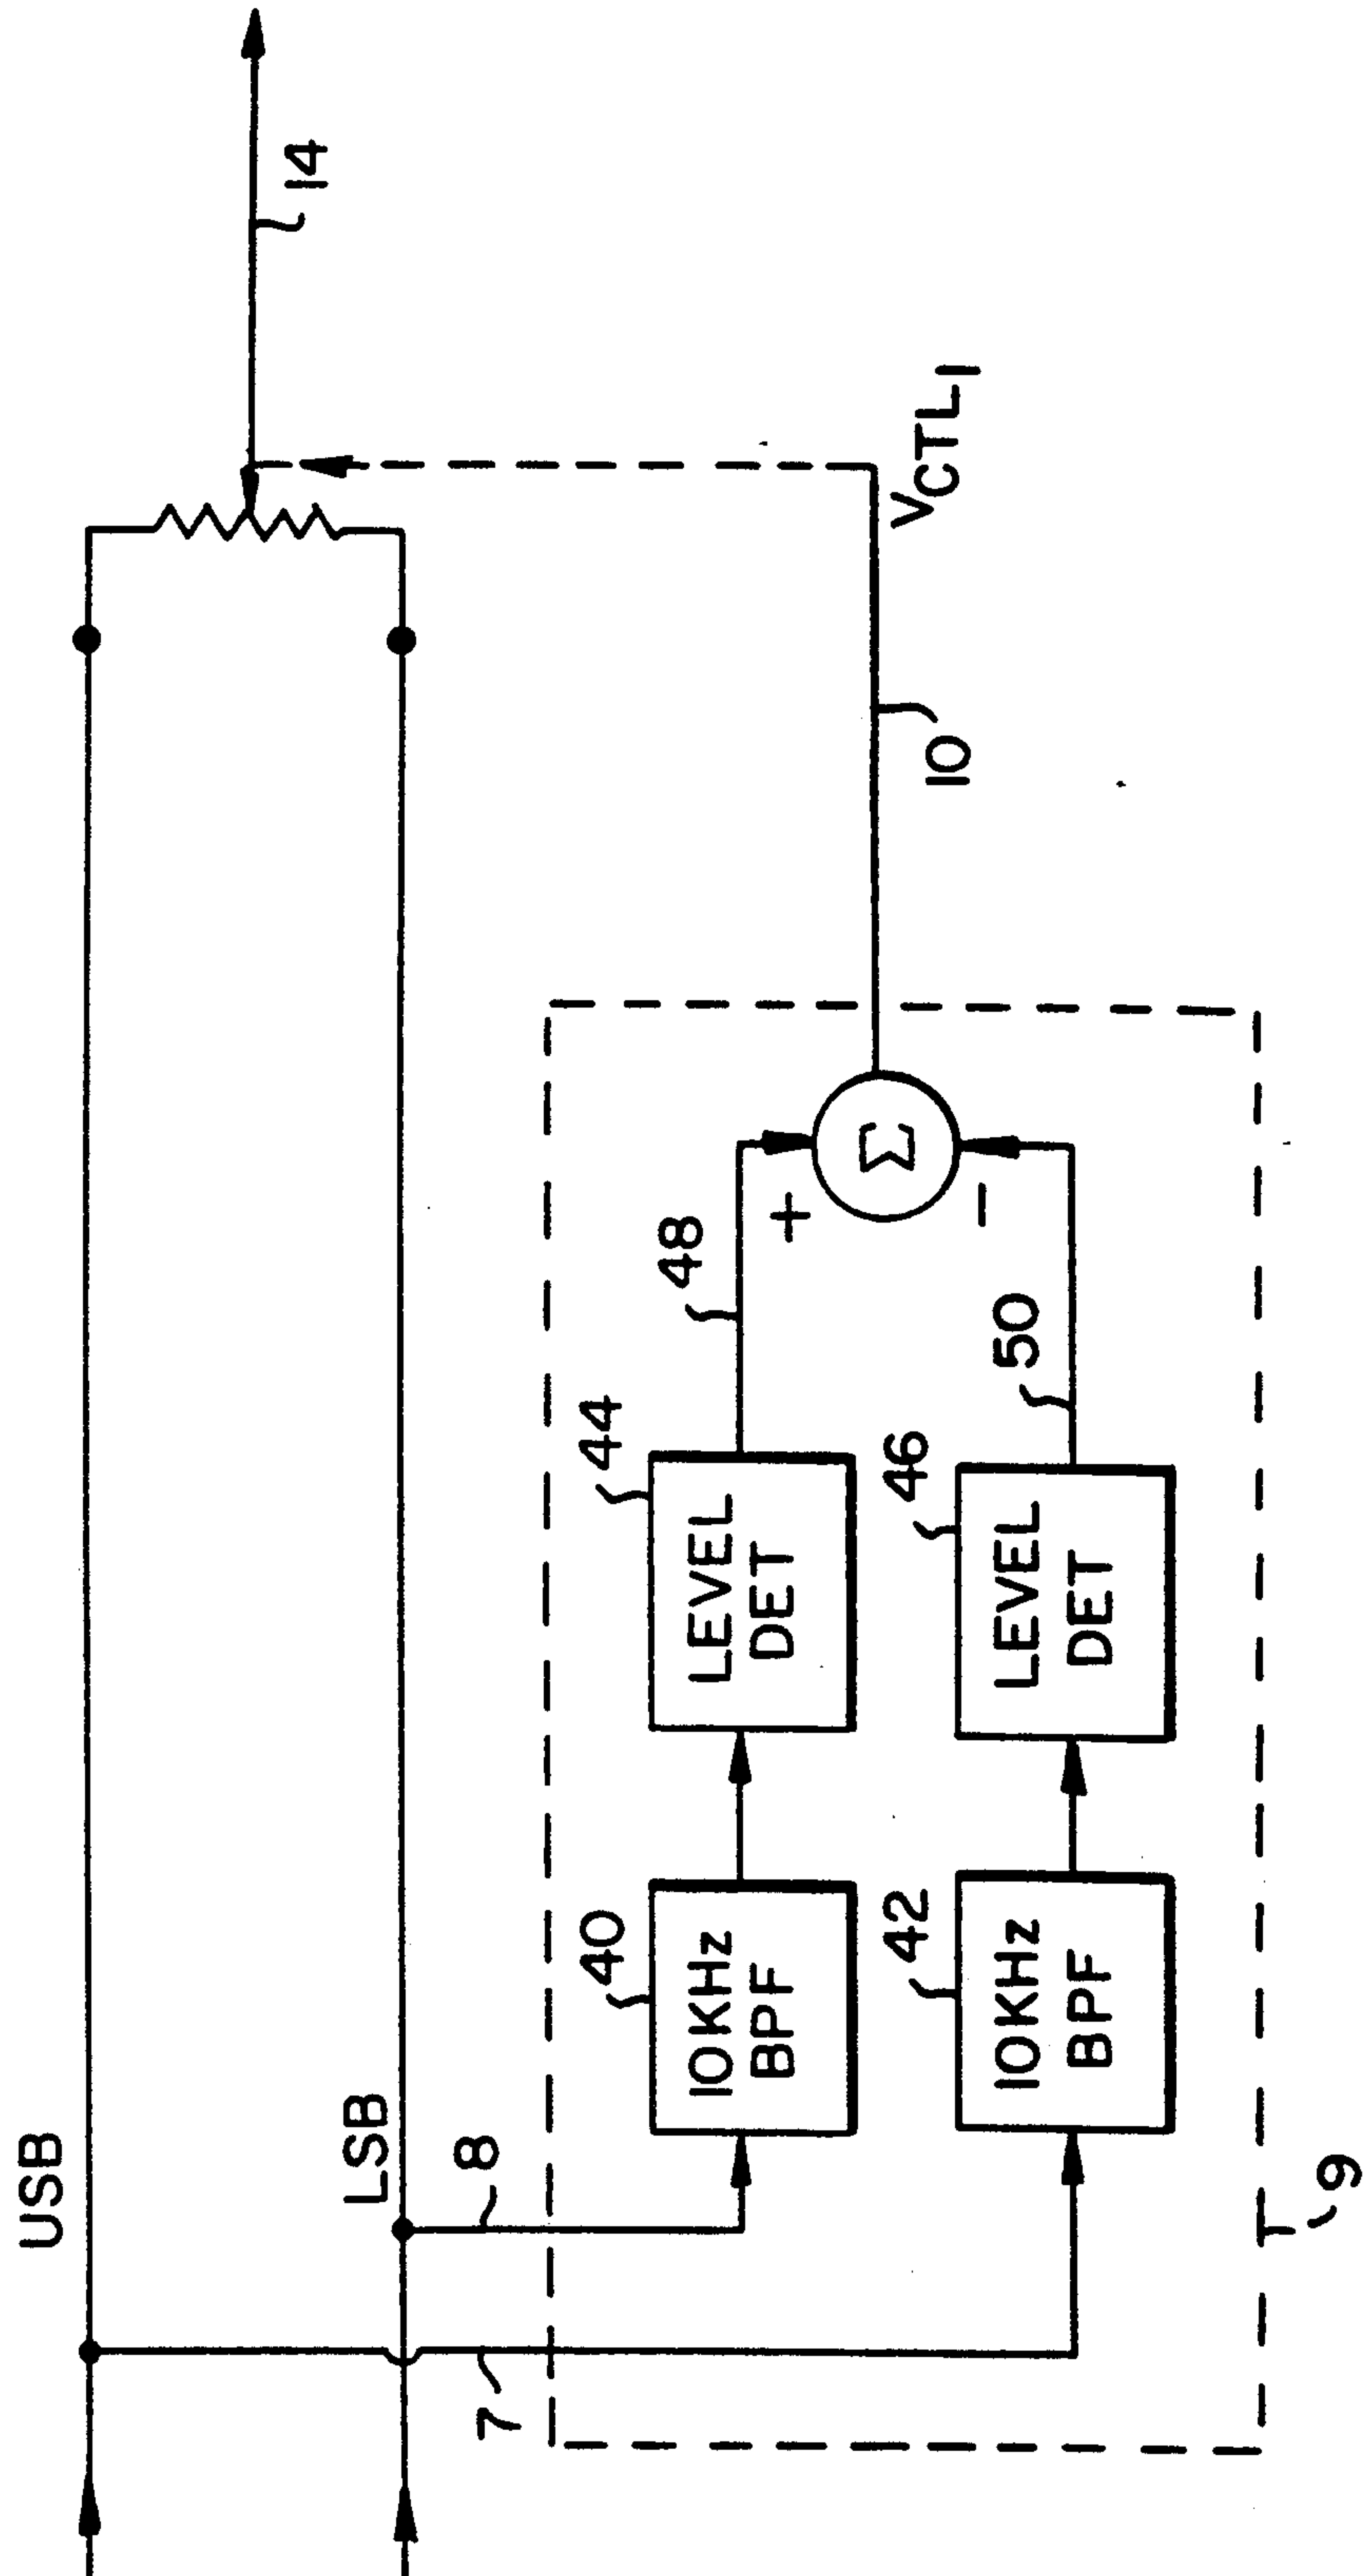 USB
14
LSB
8
7
40
10KHz
BPF
44
LEVEL
DET
48
+
Σ
10
VCTL1
42
10KHz
BPF
46
LEVEL
DET
50
−
9